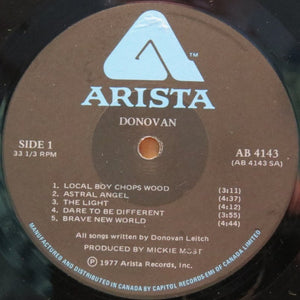 TM
ARISTA
DONOVAN
SIDE 1
33 1/3 RPM
AB 4143
(AB 4143 SA)
1. LOCAL BOY CHOPS WOOD (3:11)
2. ASTRAL ANGEL (4:37)
3. THE LIGHT (4:12)
4. DARE TO BE DIFFERENT (3:55)
5. BRAVE NEW WORLD (4:44)
All songs written by Donovan Leitch
PRODUCED BY MICKIE MOST
Ⓟ 1977 Arista Records, Inc.
MANUFACTURED AND DISTRIBUTED IN CANADA BY CAPITOL RECORDS-EMI OF CANADA LIMITED